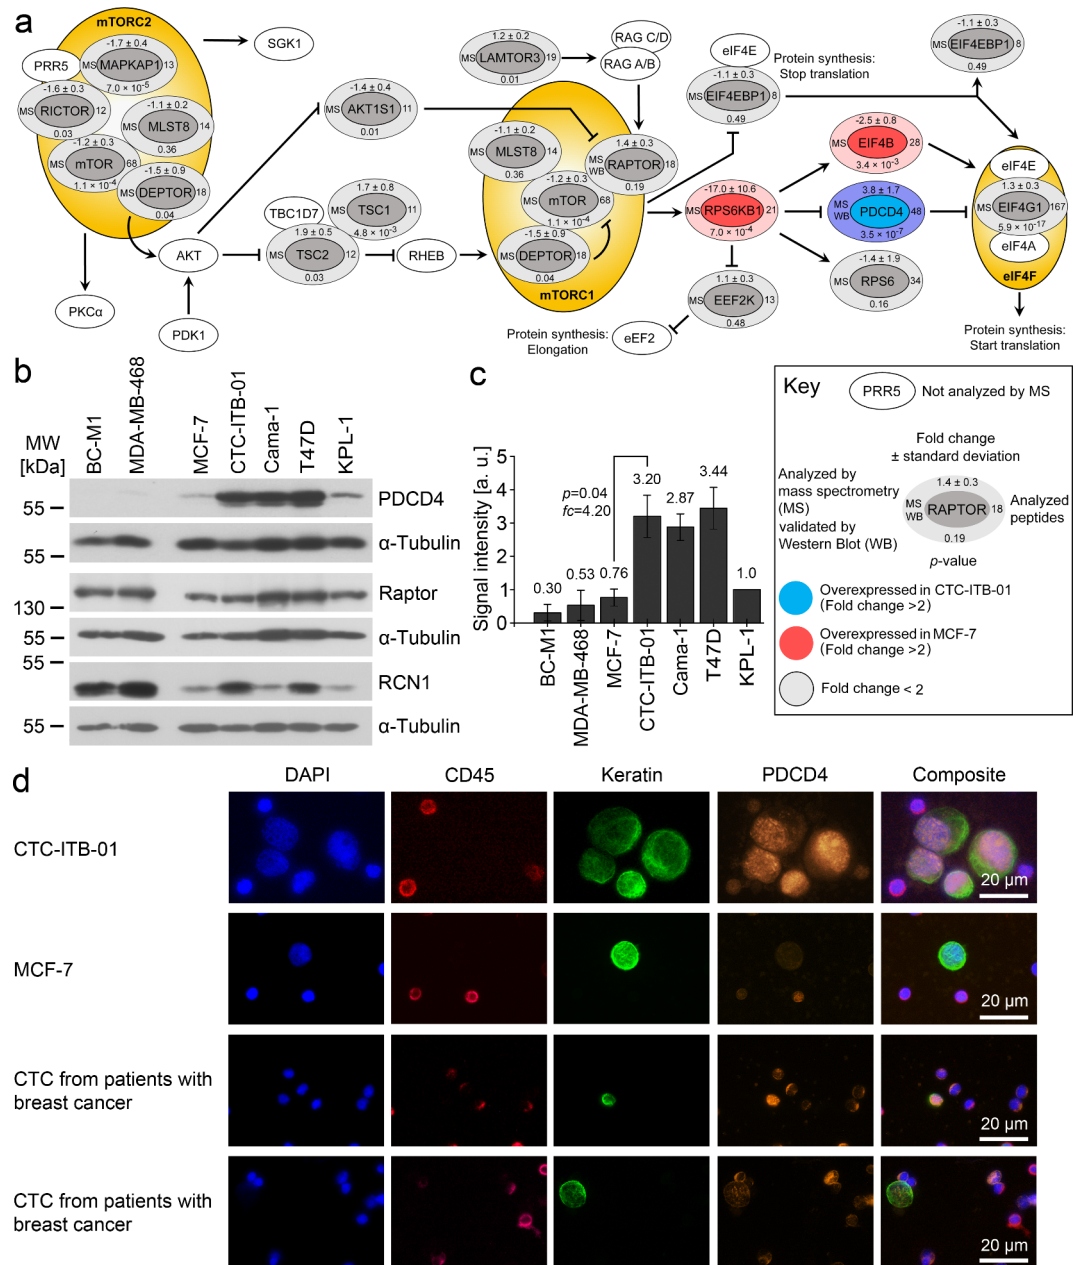 a
mTORC2
-1.7 ± 0.4
PRR5
MS MAPKAP1 13
7.0 × 10-5
-1.6 ± 0.3
MS RICTOR 12
0.03
-1.1 ± 0.2
MS MLST8 14
0.36
-1.2 ± 0.3
MS mTOR 68
1.1 × 10-4
-1.5 ± 0.9
MS DEPTOR 18
0.04
SGK1
PKCα
AKT
PDK1
-1.4 ± 0.4
MS AKT1S1 11
0.01
TBC1D7
1.7 ± 0.8
TSC1 11
4.8 × 10-3
1.9 ± 0.5
MS TSC2 12
0.03
RHEB
1.2 ± 0.2
MS LAMTOR3 19
0.01
RAG C/D
RAG A/B
-1.1 ± 0.2
MS MLST8 14
0.36
1.4 ± 0.3
MS
WB RAPTOR 18
0.19
-1.2 ± 0.3
mTOR 68
1.1 × 10-4
-1.5 ± 0.9
MS DEPTOR 18
0.04
mTORC1
eIF4E
-1.1 ± 0.3
MS EIF4EBP1 8
0.49
Protein synthesis:
Stop translation
-1.1 ± 0.3
MS EIF4EBP1 8
0.49
-17.0 ± 10.6
MS RPS6KB1 21
7.0 × 10-4
-2.5 ± 0.8
MS EIF4B 28
3.4 × 10-3
3.8 ± 1.7
MS
WB PDCD4 48
3.5 × 10-7
-1.4 ± 1.9
MS RPS6 34
0.16
1.1 ± 0.3
MS EEF2K 13
0.48
eEF2
Protein synthesis:
Elongation
eIF4E
1.3 ± 0.3
MS EIF4G1 167
5.9 × 10-17
eIF4A
eIF4F
Protein synthesis:
Start translation
b
MW
[kDa]
BC-M1
MDA-MB-468
MCF-7
CTC-ITB-01
Cama-1
T47D
KPL-1
55
PDCD4
55
α-Tubulin
130
Raptor
55
α-Tubulin
55
RCN1
55
α-Tubulin
c
Signal intensity [a. u.]
5
4
3
2
1
0
p=0.04
fc=4.20
0.30
0.53
0.76
3.20
2.87
3.44
1.0
BC-M1
MDA-MB-468
MCF-7
CTC-ITB-01
Cama-1
T47D
KPL-1
Key
PRR5 Not analyzed by MS
Fold change
± standard deviation
Analyzed by
mass spectrometry
(MS)
validated by
Western Blot (WB)
1.4 ± 0.3
MS
WB RAPTOR 18
0.19
Analyzed
peptides
p-value
Overexpressed in CTC-ITB-01
(Fold change >2)
Overexpressed in MCF-7
(Fold change >2)
Fold change < 2
d
DAPI
CD45
Keratin
PDCD4
Composite
CTC-ITB-01
20 µm
MCF-7
20 µm
CTC from patients with
breast cancer
20 µm
CTC from patients with
breast cancer
20 µm